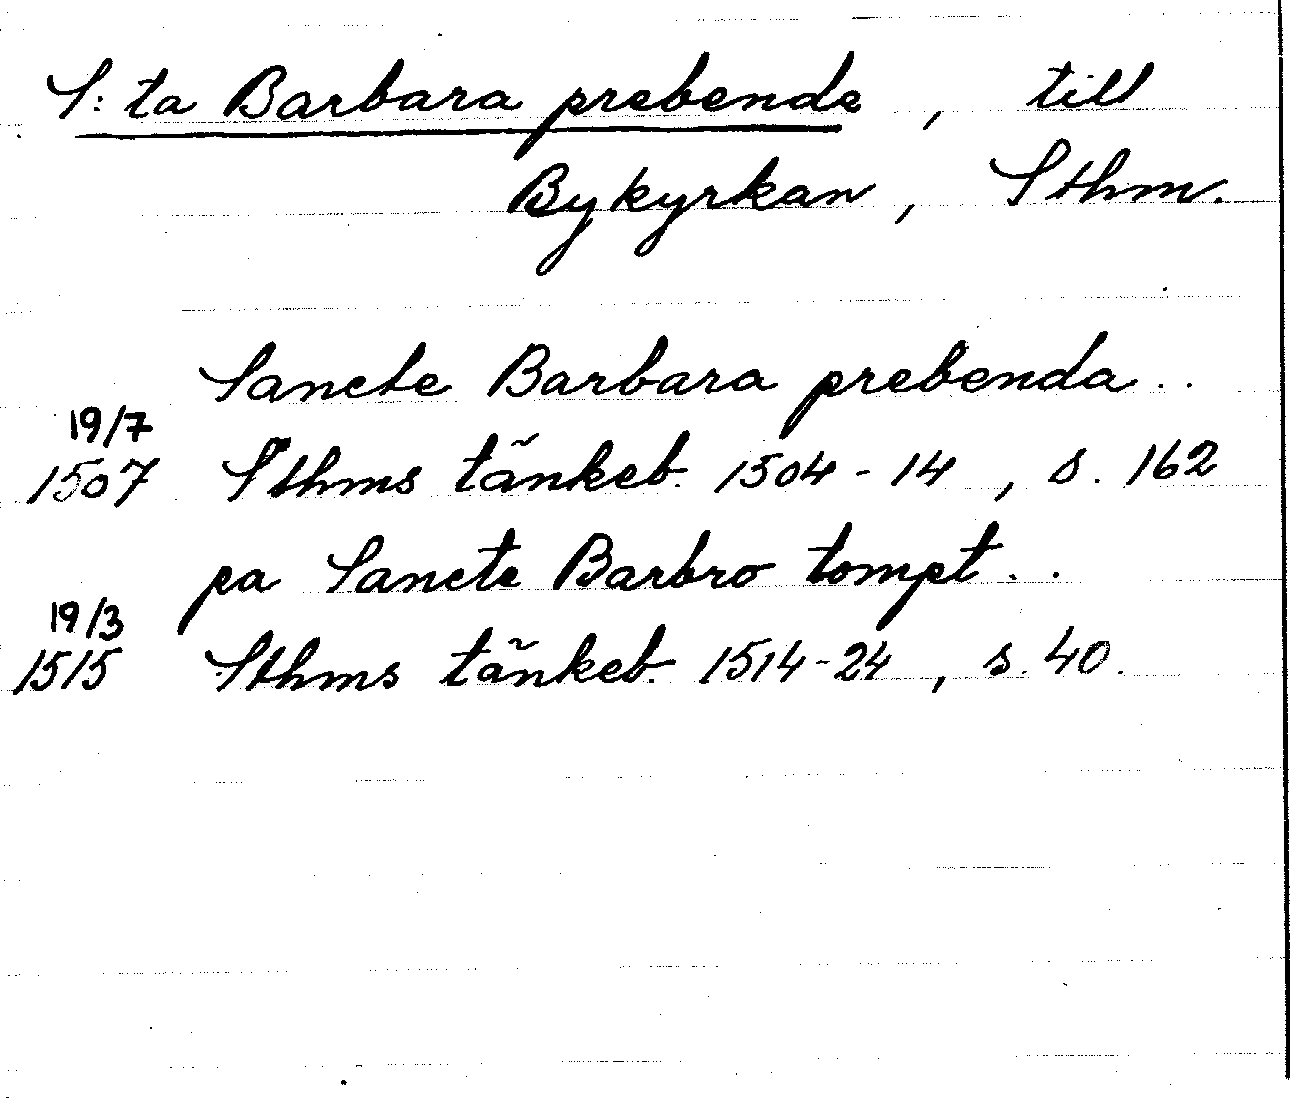 S:ta Barbara prebende, till
Bykyrkan, Sthm.
Sancte Barbara prebenda..
19/7
1507 Sthms tänkeb. 1504-14, s. 162
pa Sancte Barbro tompt..
19/3
1515 Sthms tänkeb. 1514-24, s. 40.